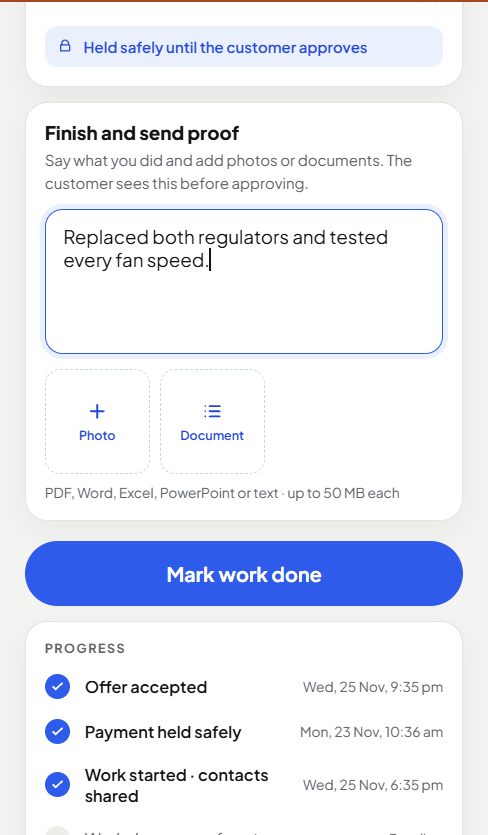 Held safely until the customer approves
Finish and send proof
Say what you did and add photos or documents. The
customer sees this before approving.
Replaced both regulators and tested
every fan speed.
Photo
Document
PDF, Word, Excel, PowerPoint or text · up to 50 MB each
Mark work done
PROGRESS
Offer accepted
Wed, 25 Nov, 9:35 pm
Payment held safely
Mon, 23 Nov, 10:36 am
Work started · contacts
shared
Wed, 25 Nov, 6:35 pm